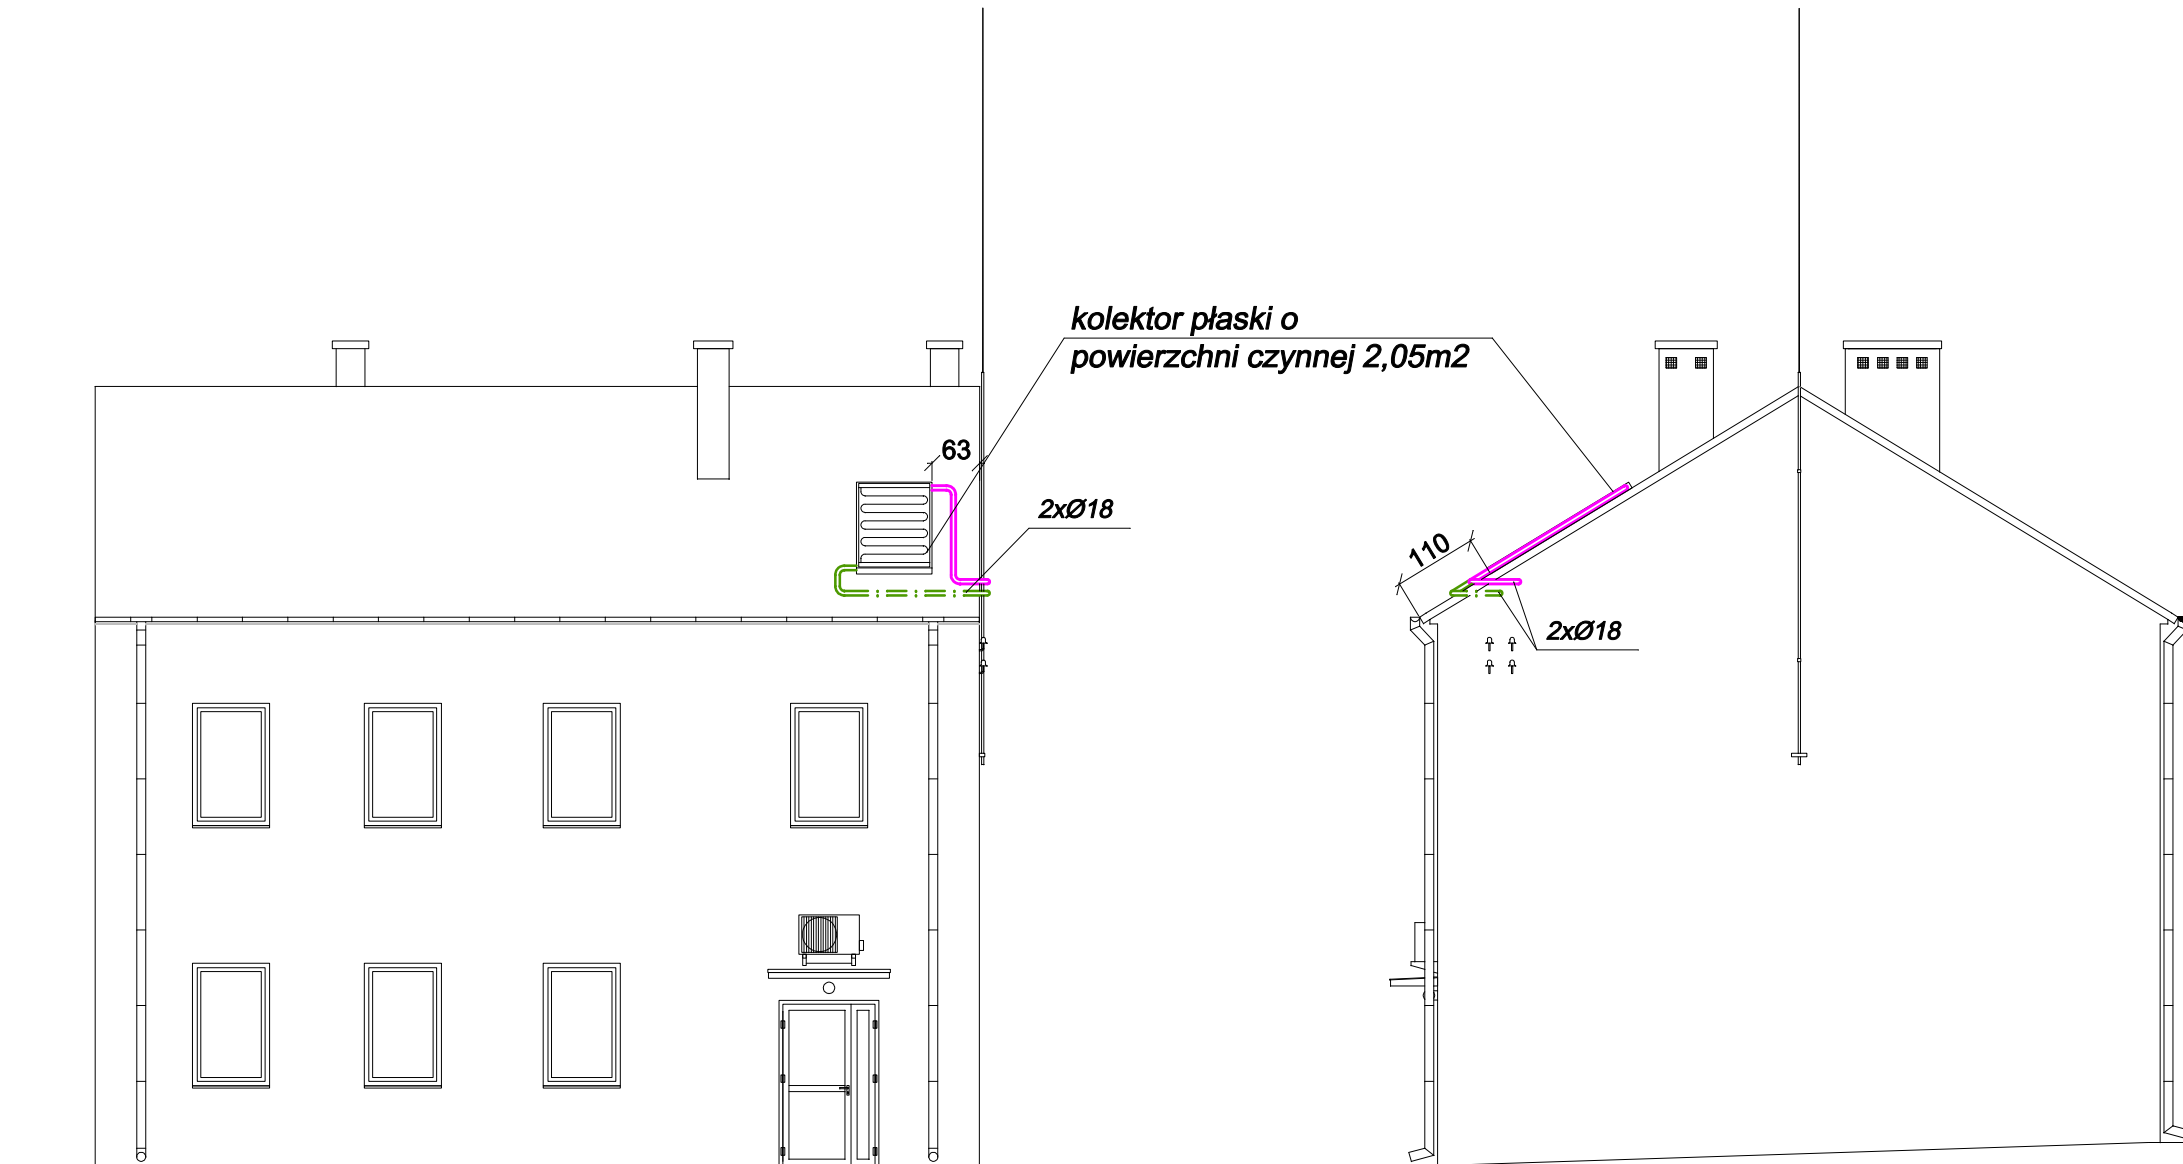 kolektor płaski o
powierzchni czynnej 2,05m2
63
2xØ18
110
2xØ18